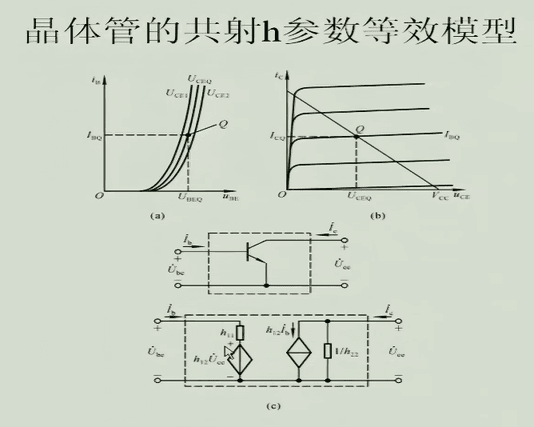 晶体管的共射h参数等效模型
i_B
U_CE1 U_CEQ U_CE2
I_BQ
Q
O
U_BEQ
u_BE
(a)
i_C
I_CQ
Q
I_BQ
O
U_CEQ
V_CC
u_CE
(b)
İ_b
İ_c
+
U̇_be
−
+
U̇_ce
−
İ_b
İ_c
+
U̇_be
−
h_11
+
h_12U̇_ce
−
h_12İ_b
1/h_22
+
U̇_ce
−
(c)